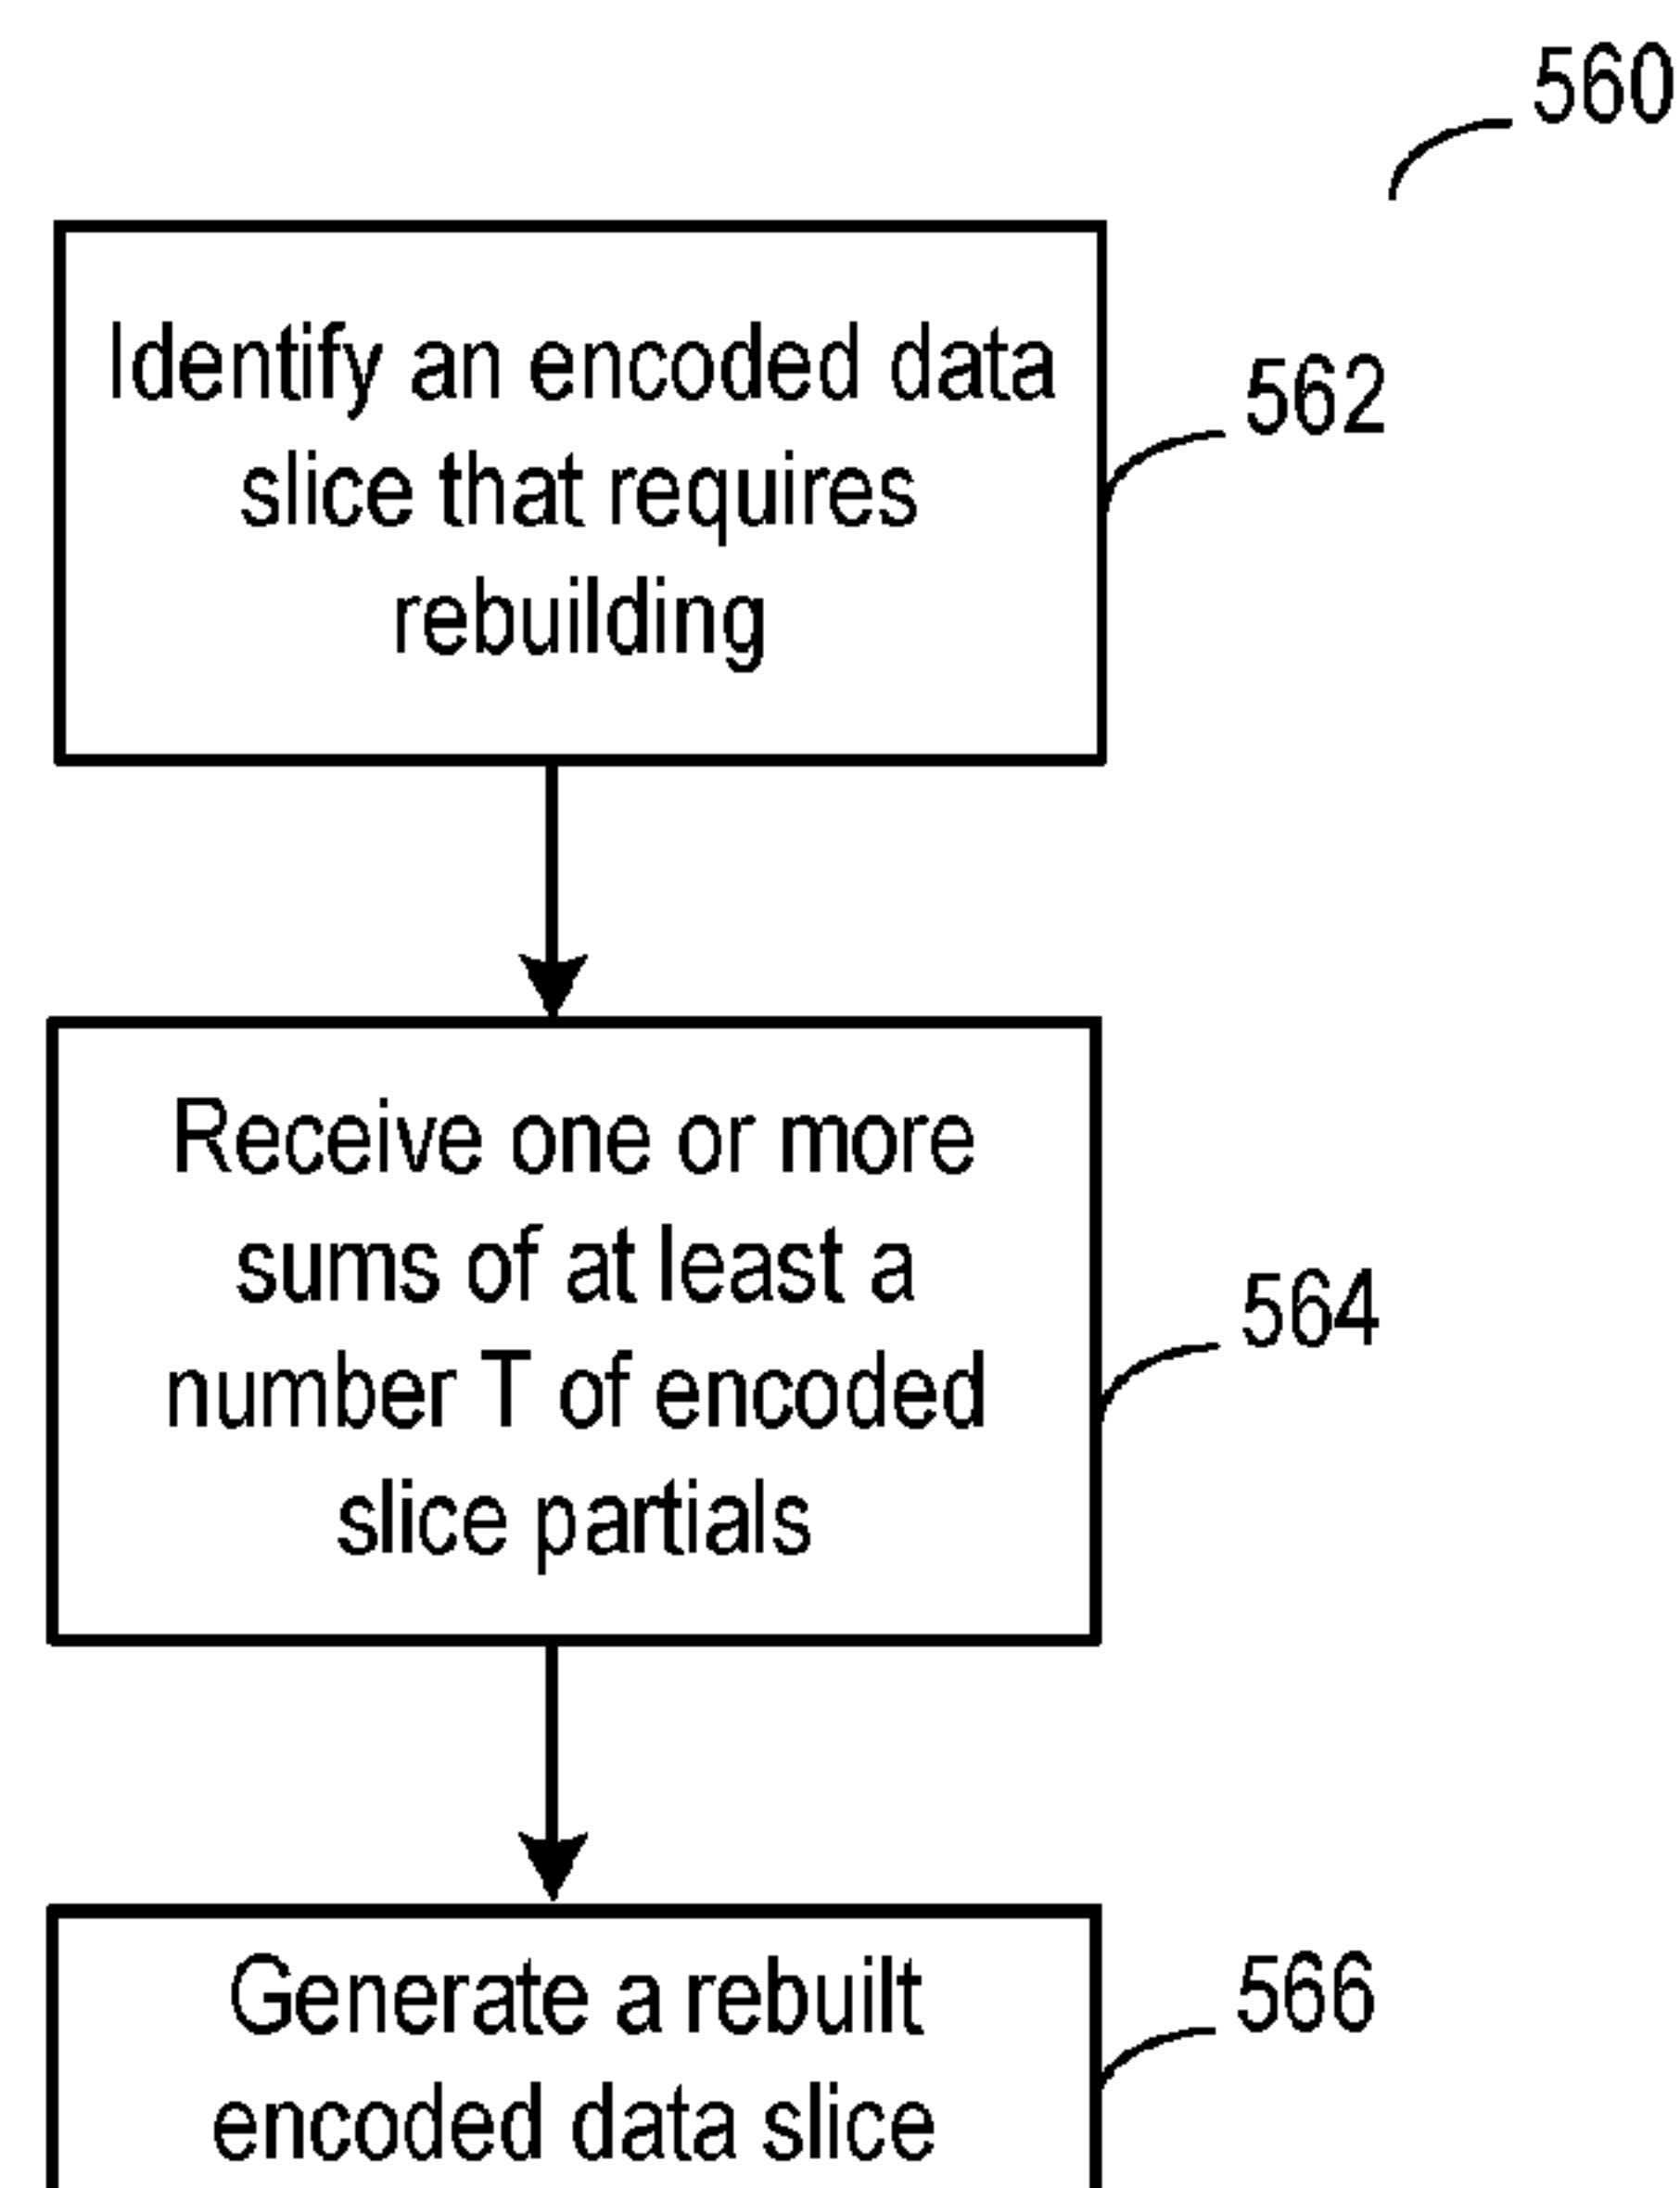 560
Identify an encoded data
slice that requires
rebuilding
562
Receive one or more
sums of at least a
number T of encoded
slice partials
564
Generate a rebuilt
encoded data slice
566